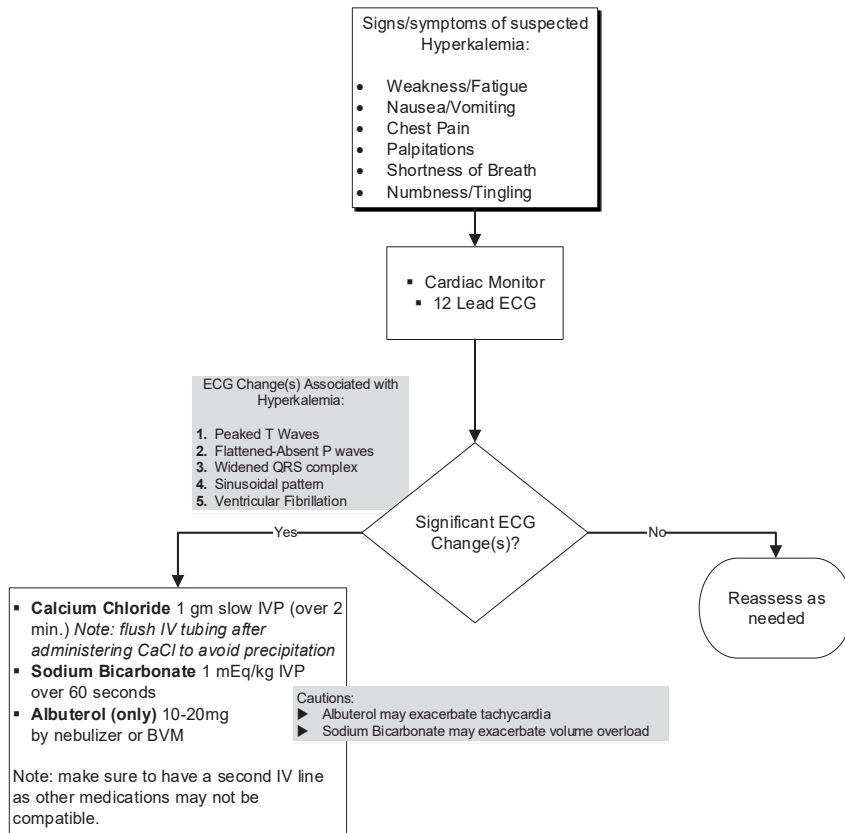 Signs/symptoms of suspected
Hyperkalemia:
• Weakness/Fatigue
• Nausea/Vomiting
• Chest Pain
• Palpitations
• Shortness of Breath
• Numbness/Tingling
▪ Cardiac Monitor
▪ 12 Lead ECG
ECG Change(s) Associated with
Hyperkalemia:
1. Peaked T Waves
2. Flattened-Absent P waves
3. Widened QRS complex
4. Sinusoidal pattern
5. Ventricular Fibrillation
Significant ECG
Change(s)?
Yes
No
Reassess as
needed
▪ Calcium Chloride 1 gm slow IVP (over 2
min.) Note: flush IV tubing after
administering CaCl to avoid precipitation
▪ Sodium Bicarbonate 1 mEq/kg IVP
over 60 seconds
▪ Albuterol (only) 10-20mg
by nebulizer or BVM
Note: make sure to have a second IV line
as other medications may not be
compatible.
Cautions:
▶ Albuterol may exacerbate tachycardia
▶ Sodium Bicarbonate may exacerbate volume overload